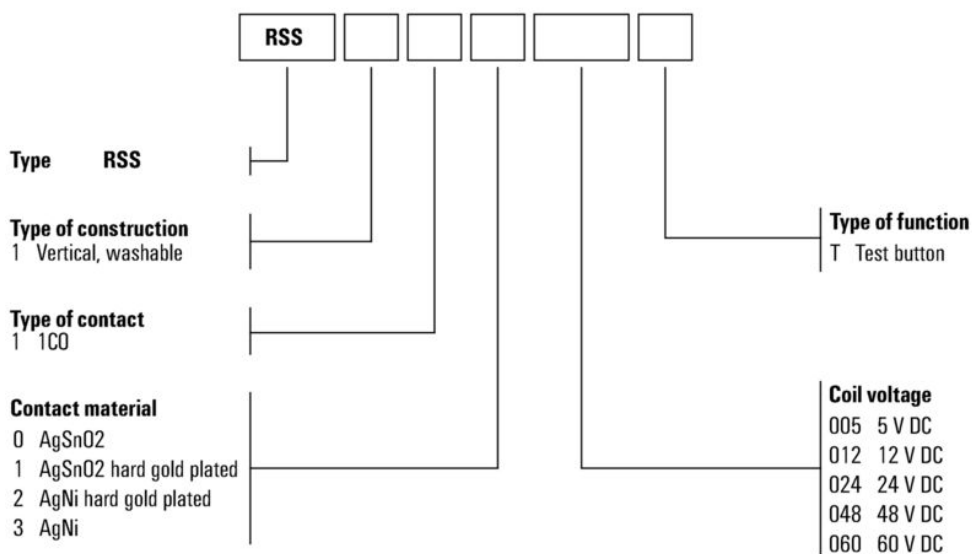 RSS
Type RSS
Type of construction
1 Vertical, washable
Type of contact
1 1CO
Contact material
0 AgSnO2
1 AgSnO2 hard gold plated
2 AgNi hard gold plated
3 AgNi
Type of function
T Test button
Coil voltage
005 5 V DC
012 12 V DC
024 24 V DC
048 48 V DC
060 60 V DC